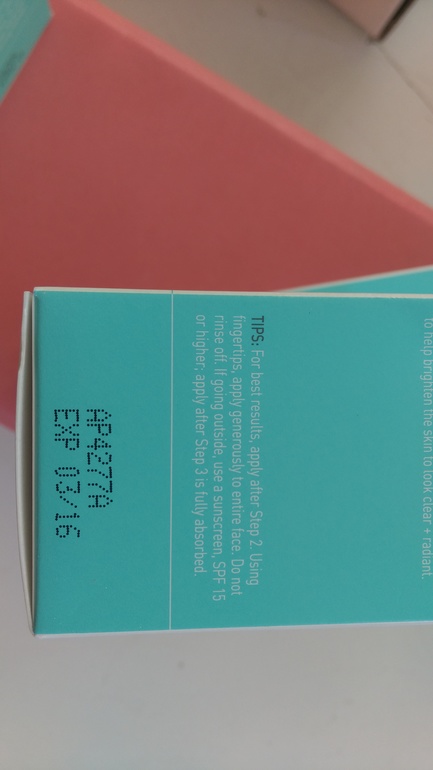 to help brighten the skin to look clear + radiant.
TIPS: For best results, apply after Step 2. Using
fingertips, apply generously to entire face. Do not
rinse off. If going outside, use a sunscreen, SPF 15
or higher; apply after Step 3 is fully absorbed.
AP4277A
EXP 03/16